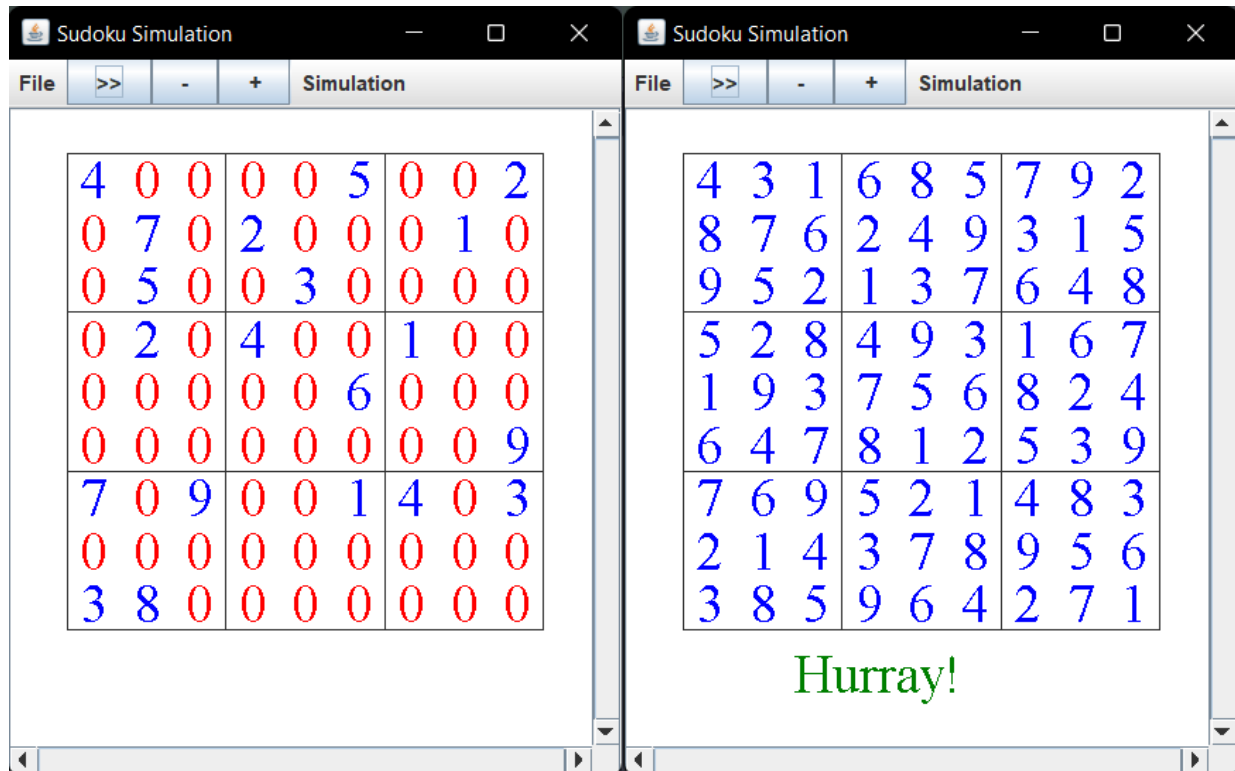 Sudoku Simulation
File >> - + Simulation
4 0 0 0 0 5 0 0 2
0 7 0 2 0 0 0 1 0
0 5 0 0 3 0 0 0 0
0 2 0 4 0 0 1 0 0
0 0 0 0 0 6 0 0 0
0 0 0 0 0 0 0 0 9
7 0 9 0 0 1 4 0 3
0 0 0 0 0 0 0 0 0
3 8 0 0 0 0 0 0 0
Sudoku Simulation
File >> - + Simulation
4 3 1 6 8 5 7 9 2
8 7 6 2 4 9 3 1 5
9 5 2 1 3 7 6 4 8
5 2 8 4 9 3 1 6 7
1 9 3 7 5 6 8 2 4
6 4 7 8 1 2 5 3 9
7 6 9 5 2 1 4 8 3
2 1 4 3 7 8 9 5 6
3 8 5 9 6 4 2 7 1
Hurray!